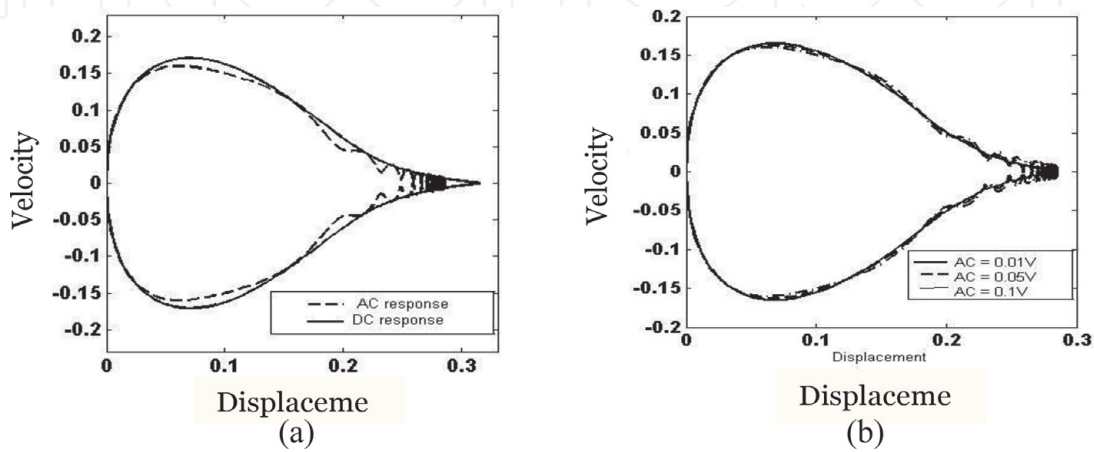 0.2
0.15
0.1
0.05
0
-0.05
-0.1
-0.15
-0.2
Velocity
AC response
DC response
0 0.1 0.2 0.3
Displaceme
(a)
0.2
0.15
0.1
0.05
0
-0.05
-0.1
-0.15
-0.2
Velocity
AC = 0.01V
AC = 0.05V
AC = 0.1V
0 0.1 0.2 0.3
Displacement
Displaceme
(b)